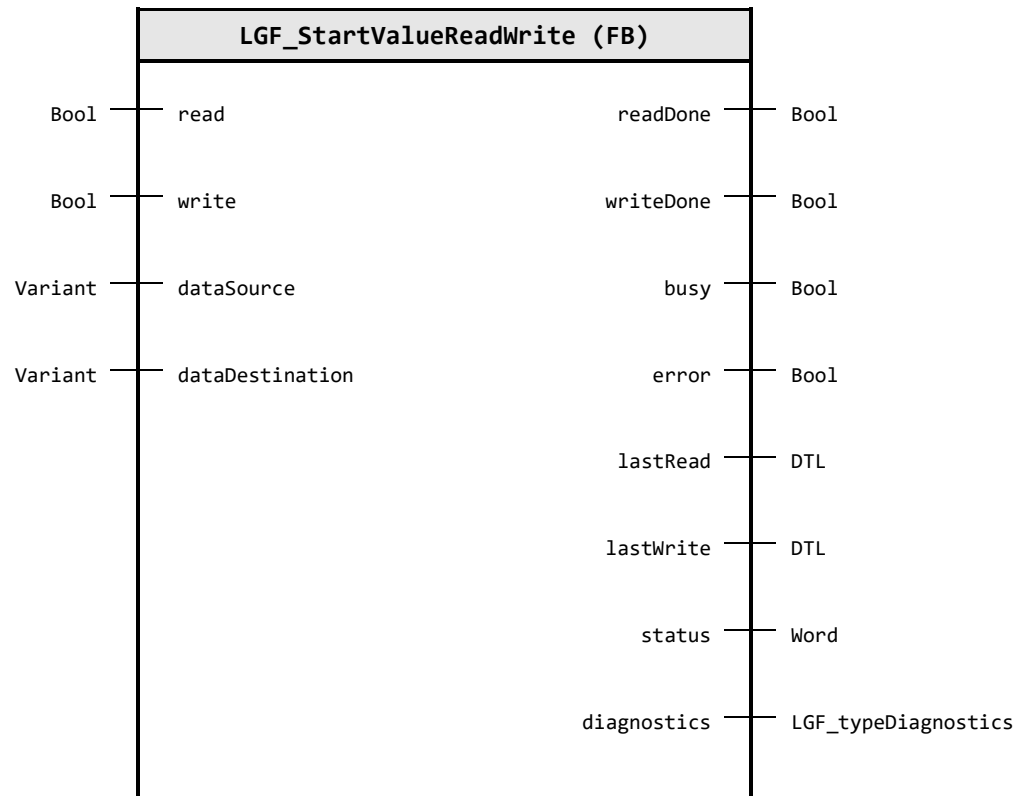 LGF_StartValueReadWrite (FB)
Bool read readDone Bool
Bool write writeDone Bool
Variant dataSource busy Bool
Variant dataDestination error Bool
lastRead DTL
lastWrite DTL
status Word
diagnostics LGF_typeDiagnostics